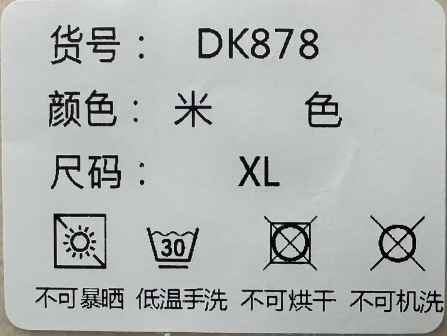 货号： DK878
颜色： 米 色
尺码： XL
30
不可暴晒 低温手洗 不可烘干 不可机洗